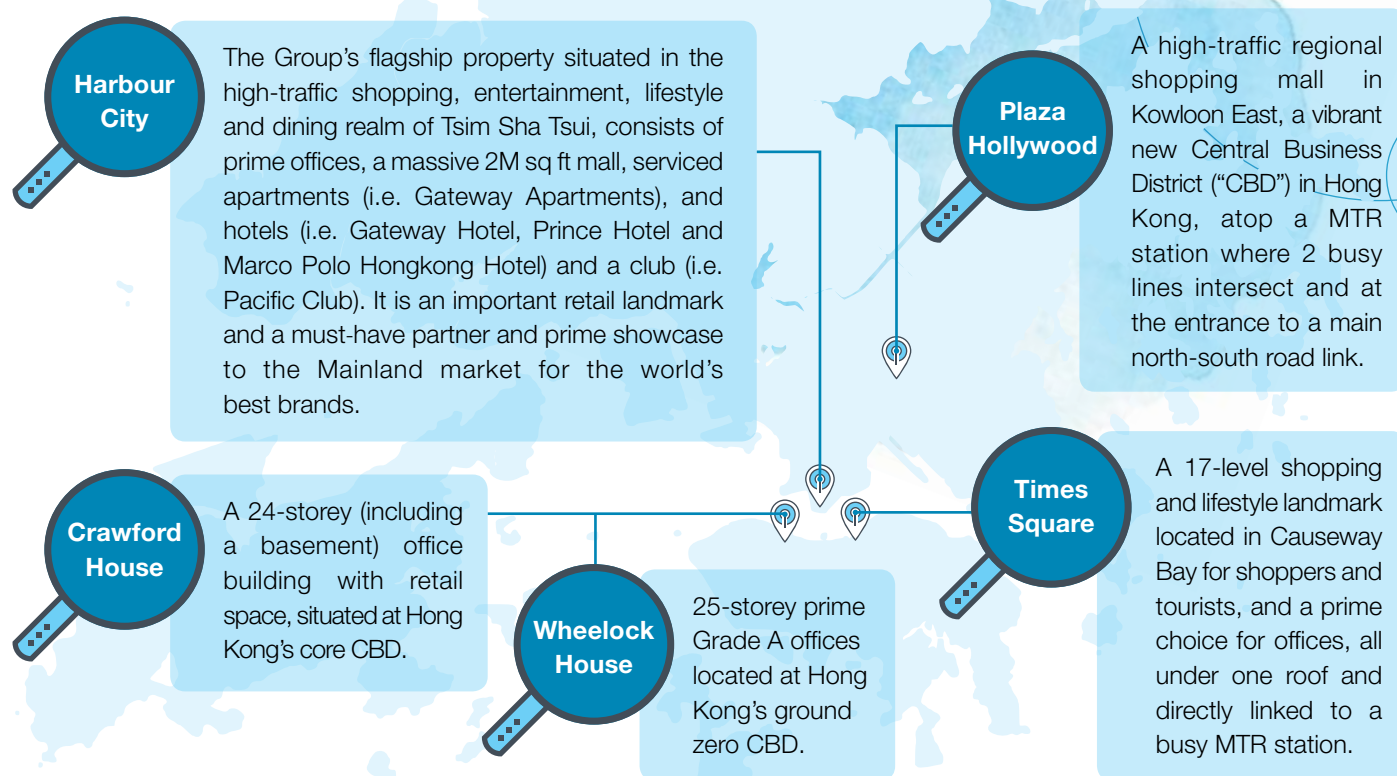 Harbour
City
The Group's flagship property situated in the
high-traffic shopping, entertainment, lifestyle
and dining realm of Tsim Sha Tsui, consists of
prime offices, a massive 2M sq ft mall, serviced
apartments (i.e. Gateway Apartments), and
hotels (i.e. Gateway Hotel, Prince Hotel and
Marco Polo Hongkong Hotel) and a club (i.e.
Pacific Club). It is an important retail landmark
and a must-have partner and prime showcase
to the Mainland market for the world's
best brands.
Plaza
Hollywood
A high-traffic regional
shopping mall in
Kowloon East, a vibrant
new Central Business
District (“CBD”) in Hong
Kong, atop a MTR
station where 2 busy
lines intersect and at
the entrance to a main
north-south road link.
Crawford
House
A 24-storey (including
a basement) office
building with retail
space, situated at Hong
Kong's core CBD.
Wheelock
House
25-storey prime
Grade A offices
located at Hong
Kong's ground
zero CBD.
Times
Square
A 17-level shopping
and lifestyle landmark
located in Causeway
Bay for shoppers and
tourists, and a prime
choice for offices, all
under one roof and
directly linked to a
busy MTR station.